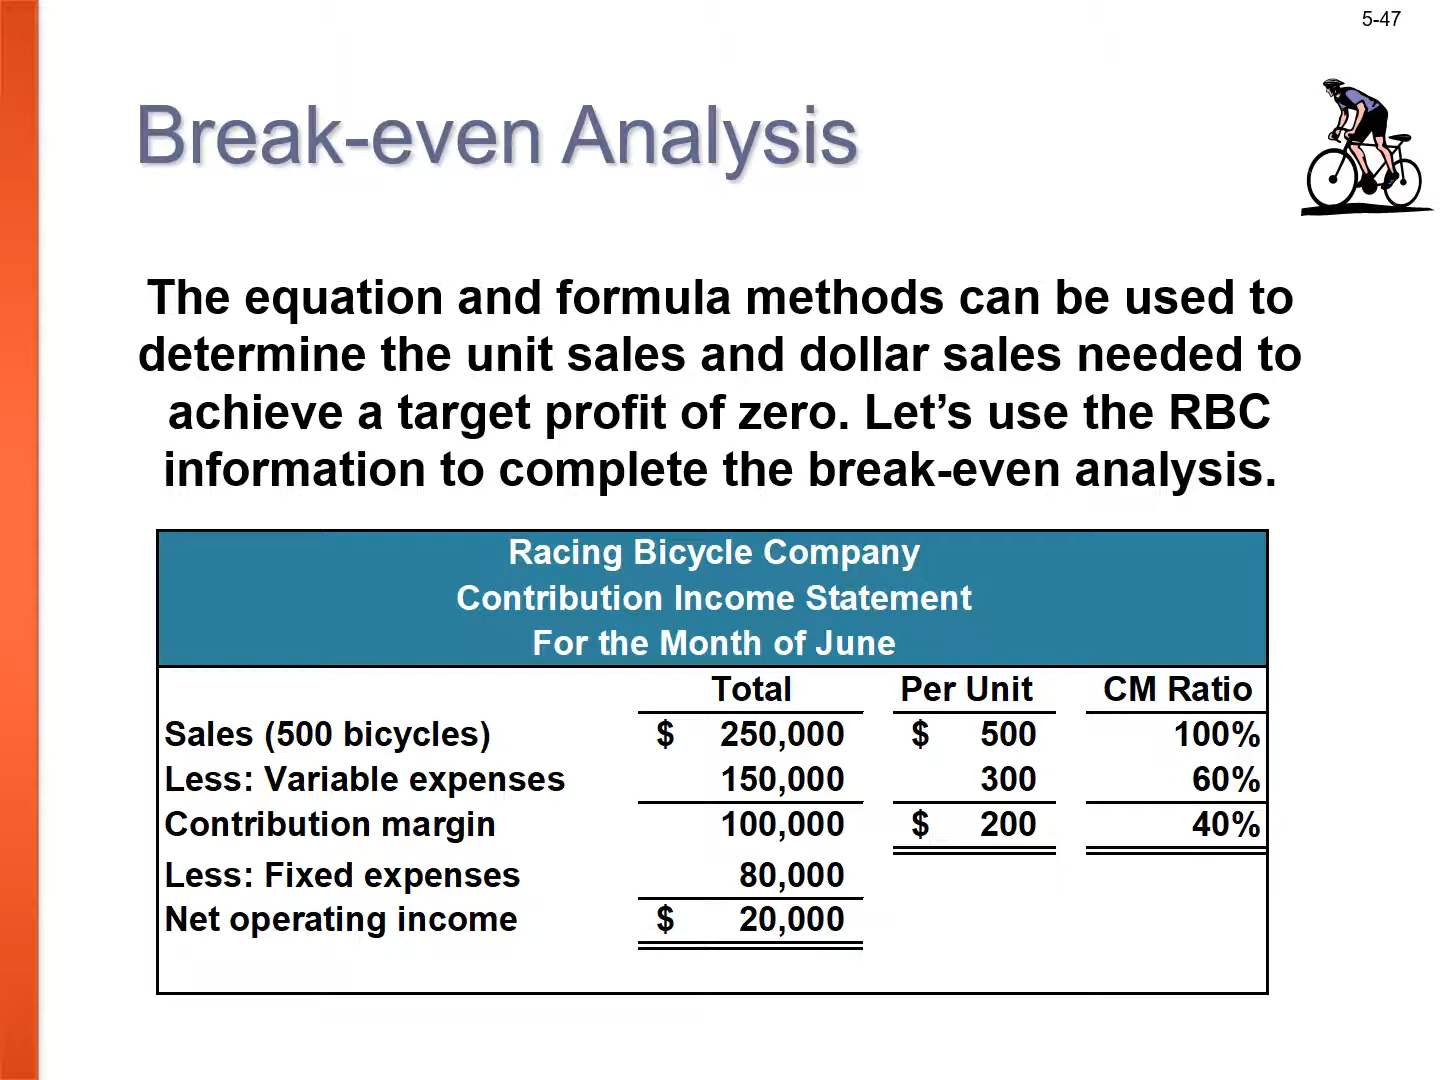 5-47
Break-even Analysis
The equation and formula methods can be used to
determine the unit sales and dollar sales needed to
achieve a target profit of zero. Let’s use the RBC
information to complete the break-even analysis.
Racing Bicycle Company
Contribution Income Statement
For the Month of June
Total Per Unit CM Ratio
Sales (500 bicycles) $ 250,000 $ 500 100%
Less: Variable expenses 150,000 300 60%
Contribution margin 100,000 $ 200 40%
Less: Fixed expenses 80,000
Net operating income $ 20,000